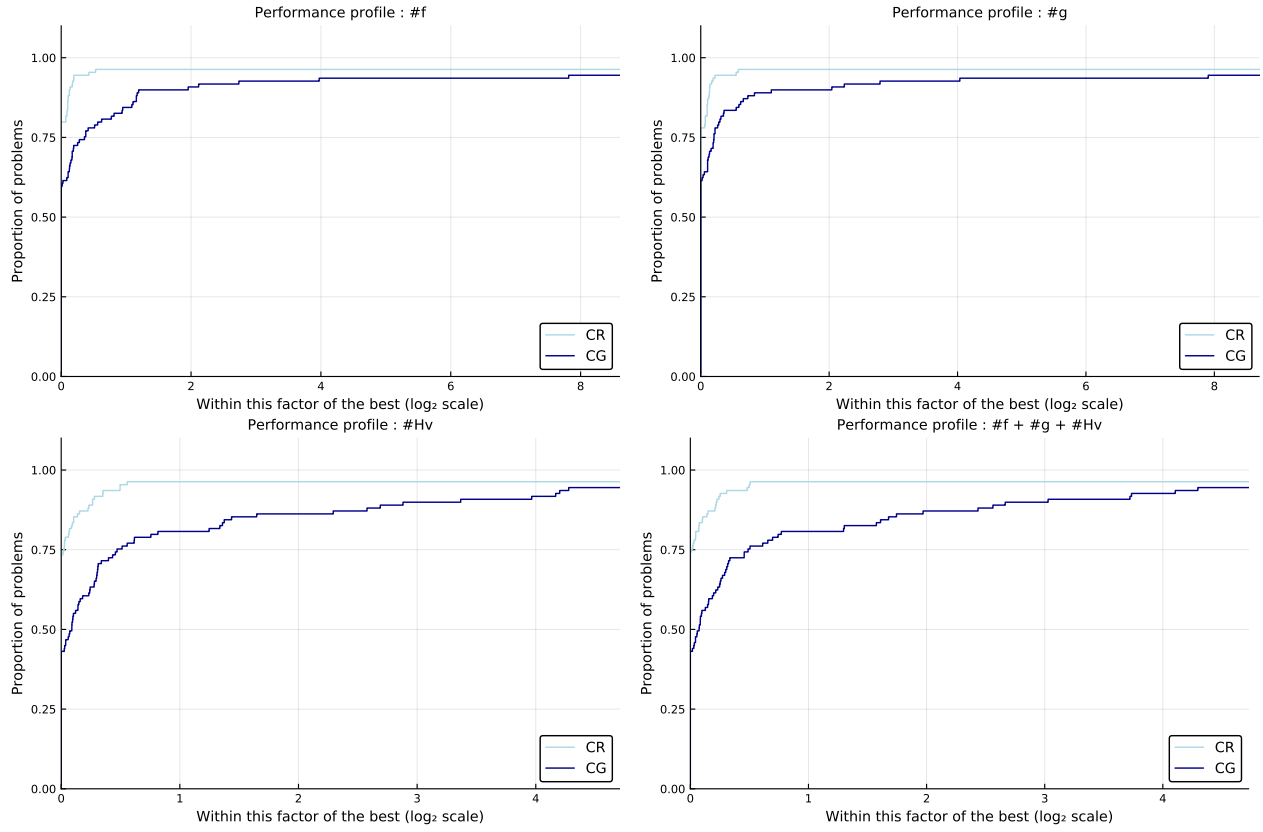 Performance profile : #f
1.00
0.75
0.50
0.25
0.00
Proportion of problems
0 2 4 6 8
Within this factor of the best (log₂ scale)
CR
CG
Performance profile : #g
1.00
0.75
0.50
0.25
0.00
Proportion of problems
0 2 4 6 8
Within this factor of the best (log₂ scale)
CR
CG
Performance profile : #Hv
1.00
0.75
0.50
0.25
0.00
Proportion of problems
0 1 2 3 4
Within this factor of the best (log₂ scale)
CR
CG
Performance profile : #f + #g + #Hv
1.00
0.75
0.50
0.25
0.00
Proportion of problems
0 1 2 3 4
Within this factor of the best (log₂ scale)
CR
CG